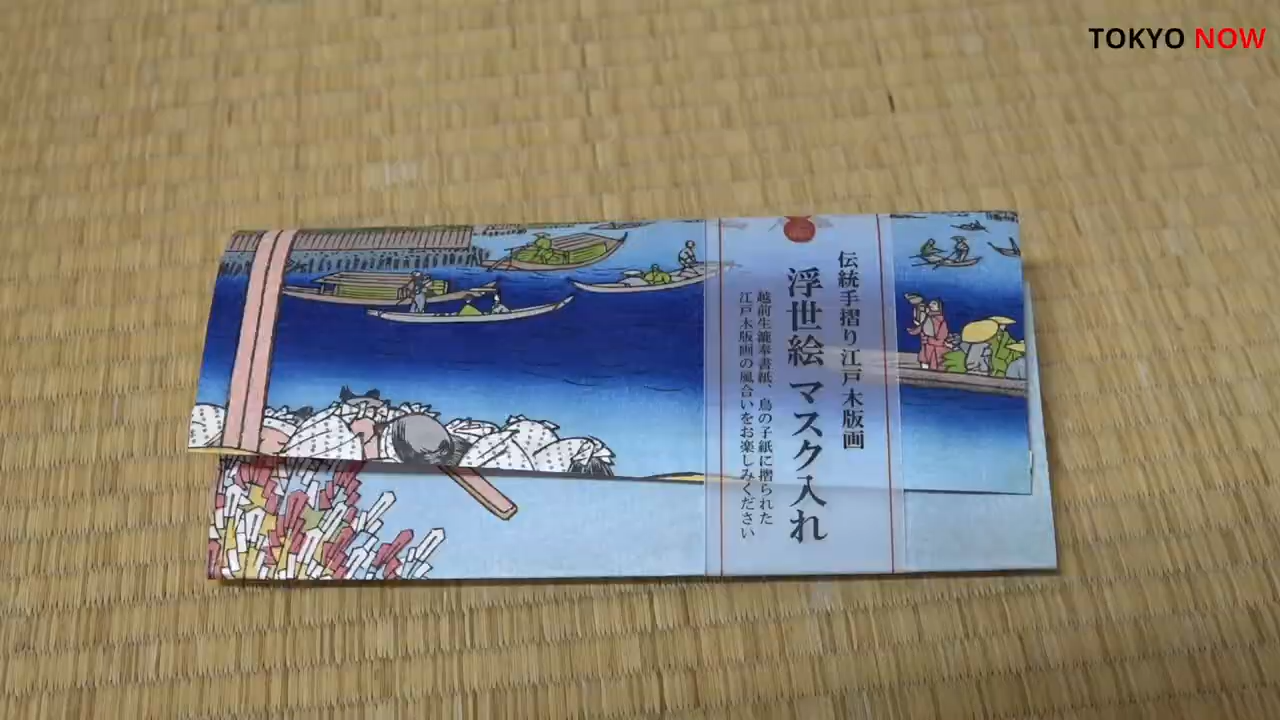 TOKYO NOW
伝統手摺り江戸木版画
浮世絵 マスク入れ
越前生漉奉書紙、鳥の子紙に摺られた
江戸木版画の風合いをお楽しみください